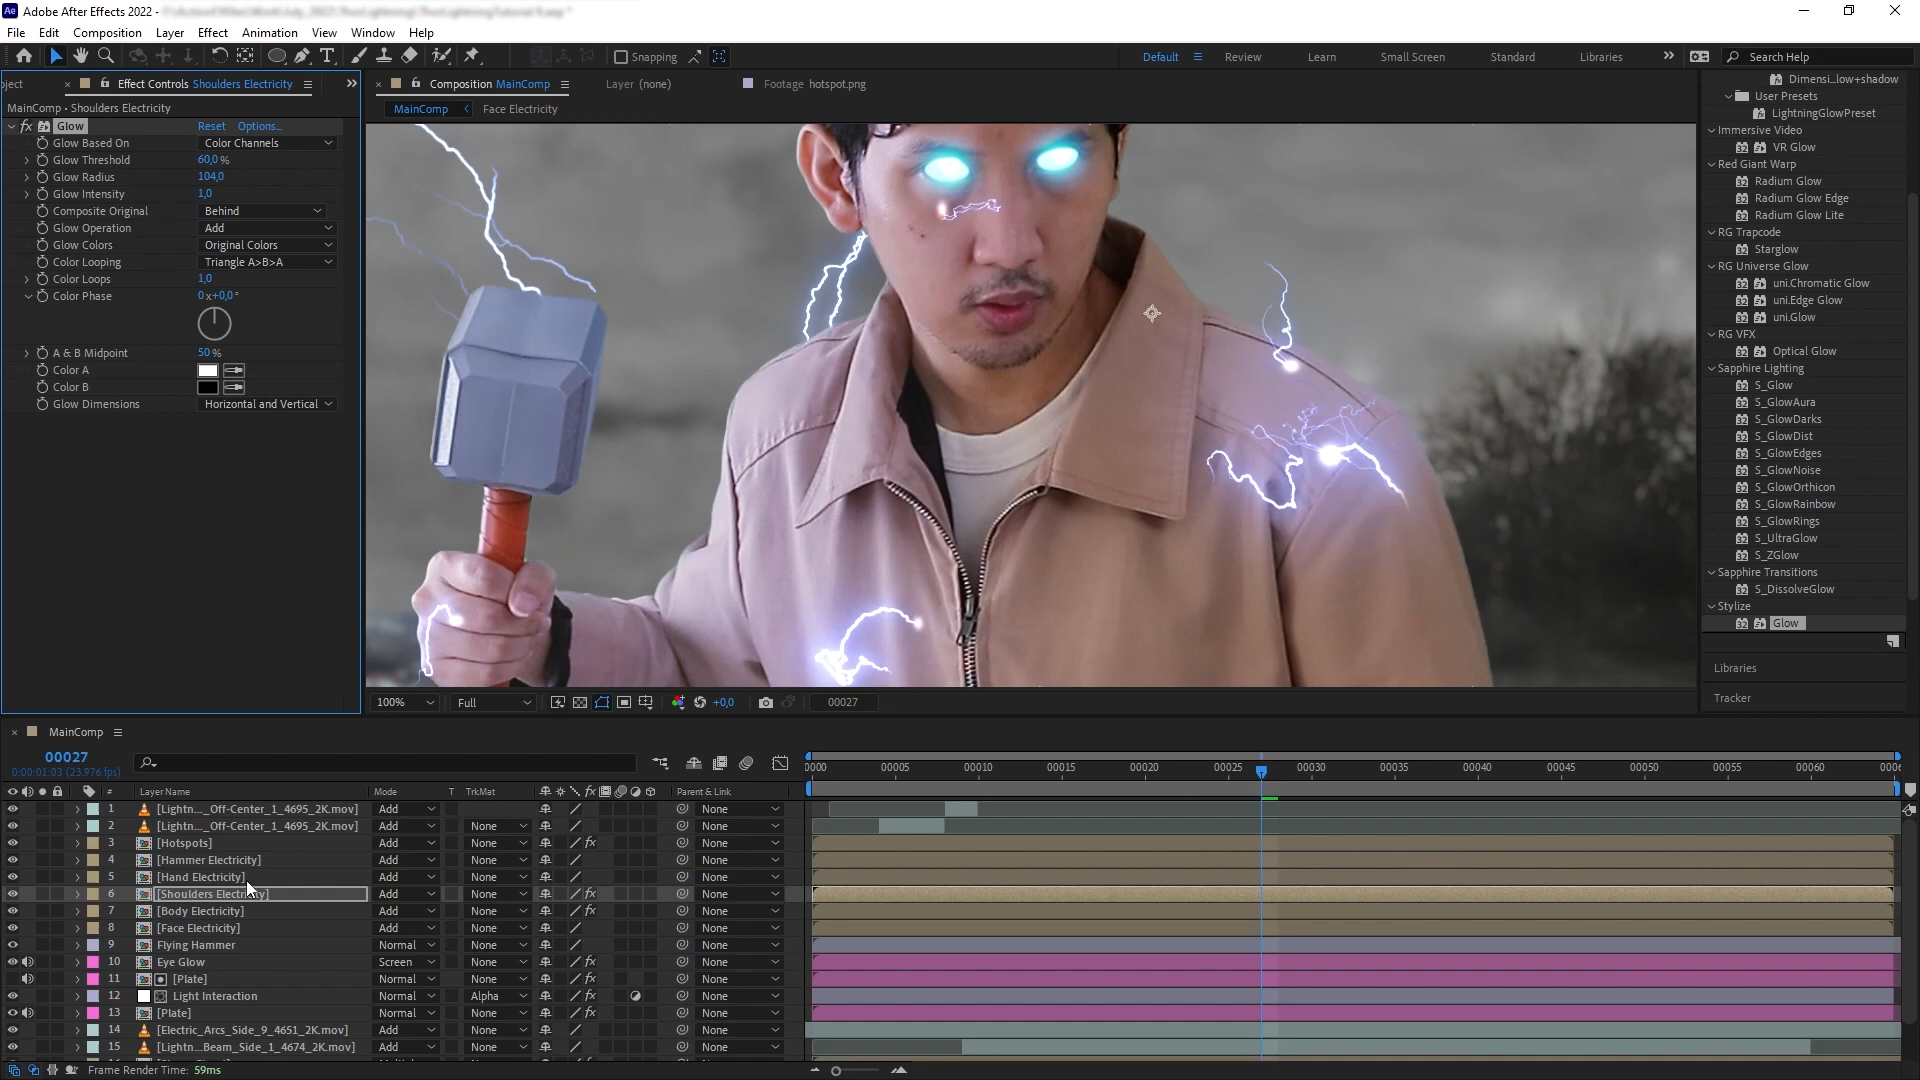 Adobe After Effects 2022 -
File Edit Composition Layer Effect Animation View Window Help
Snapping Default Review Learn Small Screen Standard Libraries Search Help
Effect Controls Shoulders Electricity
Composition MainComp Layer (none) Footage hotspot.png
MainComp • Shoulders Electricity
MainComp Face Electricity
fx Glow Reset Options...
Glow Based On Color Channels
Glow Threshold 60,0 %
Glow Radius 104,0
Glow Intensity 1,0
Composite Original Behind
Glow Operation Add
Glow Colors Original Colors
Color Looping Triangle A>B>A
Color Loops 1,0
Color Phase 0x+0,0°
A & B Midpoint 50 %
Color A
Color B
Glow Dimensions Horizontal and Vertical
Dimensi...low+shadow
User Presets
LightningGlowPreset
Immersive Video
VR Glow
Red Giant Warp
Radium Glow
Radium Glow Edge
Radium Glow Lite
RG Trapcode
Starglow
RG Universe Glow
uni.Chromatic Glow
uni.Edge Glow
uni.Glow
RG VFX
Optical Glow
Sapphire Lighting
S_Glow
S_GlowAura
S_GlowDarks
S_GlowDist
S_GlowEdges
S_GlowNoise
S_GlowOrthicon
S_GlowRainbow
S_GlowRings
S_UltraGlow
S_ZGlow
Sapphire Transitions
S_DissolveGlow
Stylize
Glow
Libraries
Tracker
100% Full +0,0 00027
MainComp
00027
0:00:01:03 (23.976 fps)
0000 00005 00010 00015 00020 00025 00030 00035 00040 00045 00050 00055 00060 0006
# Layer Name Mode T TrkMat Parent & Link
1 [Lightn..._Off-Center_1_4695_2K.mov] Add None
2 [Lightn..._Off-Center_1_4695_2K.mov] Add None None
3 [Hotspots] Add None None
4 [Hammer Electricity] Add None None
5 [Hand Electricity] Add None None
6 [Shoulders Electricity] Add None None
7 [Body Electricity] Add None None
8 [Face Electricity] Add None None
9 Flying Hammer Normal None None
10 Eye Glow Screen None None
11 [Plate] Normal None None
12 Light Interaction Normal Alpha None
13 [Plate] Normal None None
14 [Electric_Arcs_Side_9_4651_2K.mov] Add None None
15 [Lightn...Beam_Side_1_4674_2K.mov] Add None None
Frame Render Time: 59ms